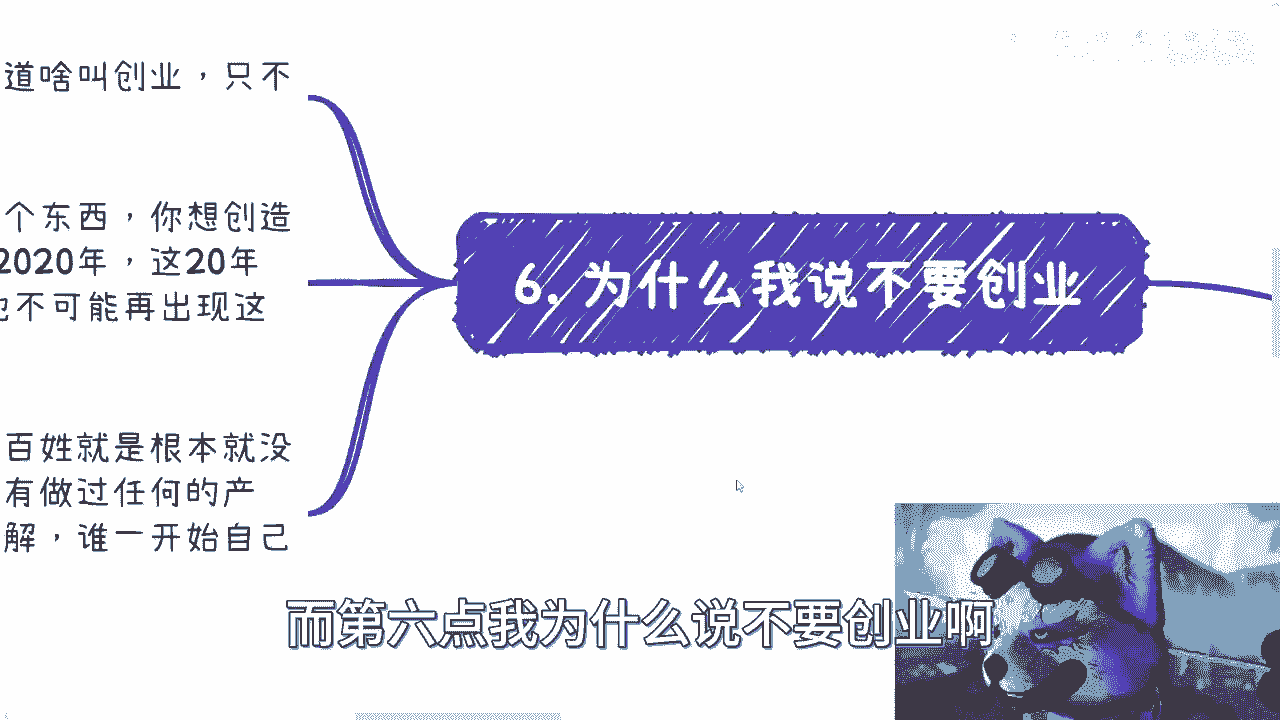 道啥叫创业，只不
个东西，你想创造
2020年，这20年
也不可能再出现这
百姓就是根本就没
有做过任何的产
解，谁一开始自己
6. 为什么我说不要创业
而第六点我为什么说不要创业啊